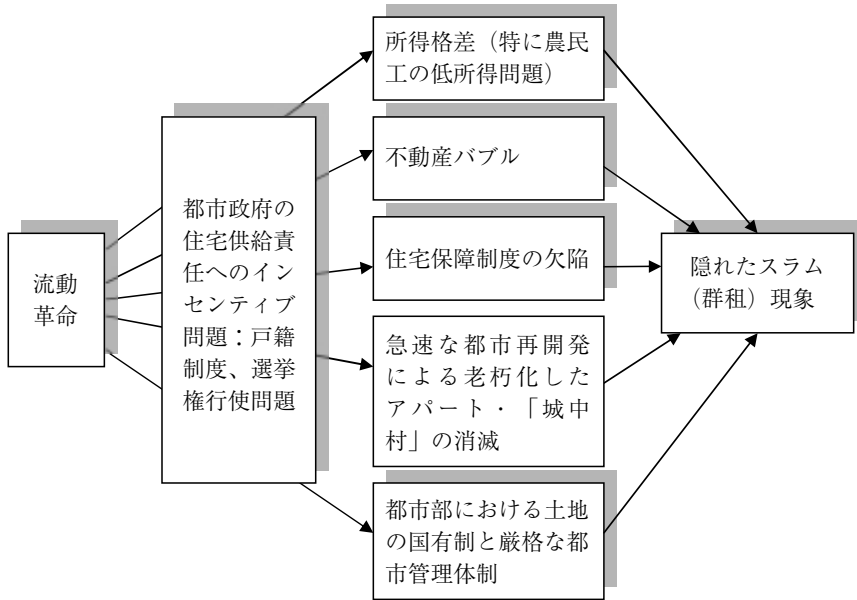 流動
革命
都市政府の
住宅供給責
任へのイン
センティブ
問題：戸籍
制度、選挙
権行使問題
所得格差（特に農民
工の低所得問題）
不動産バブル
住宅保障制度の欠陥
急速な都市再開発
による老朽化した
アパート・「城中
村」の消滅
都市部における土地
の国有制と厳格な都
市管理体制
隠れたスラム
（群租）現象